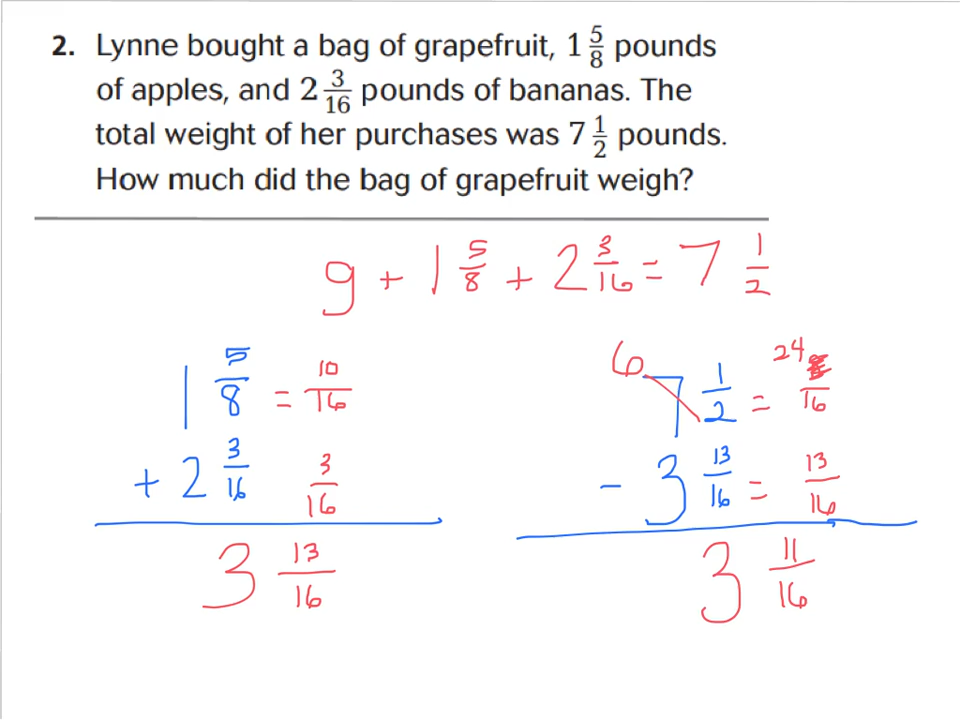 2. Lynne bought a bag of grapefruit, 1 5/8 pounds
of apples, and 2 3/16 pounds of bananas. The
total weight of her purchases was 7 1/2 pounds.
How much did the bag of grapefruit weigh?
g + 1 5/8 + 2 3/16 = 7 1/2
1 5/8 = 10/16
+ 2 3/16 3/16
3 13/16
6 7 1/2 = 24/16
- 3 13/16 = 13/16
3 11/16